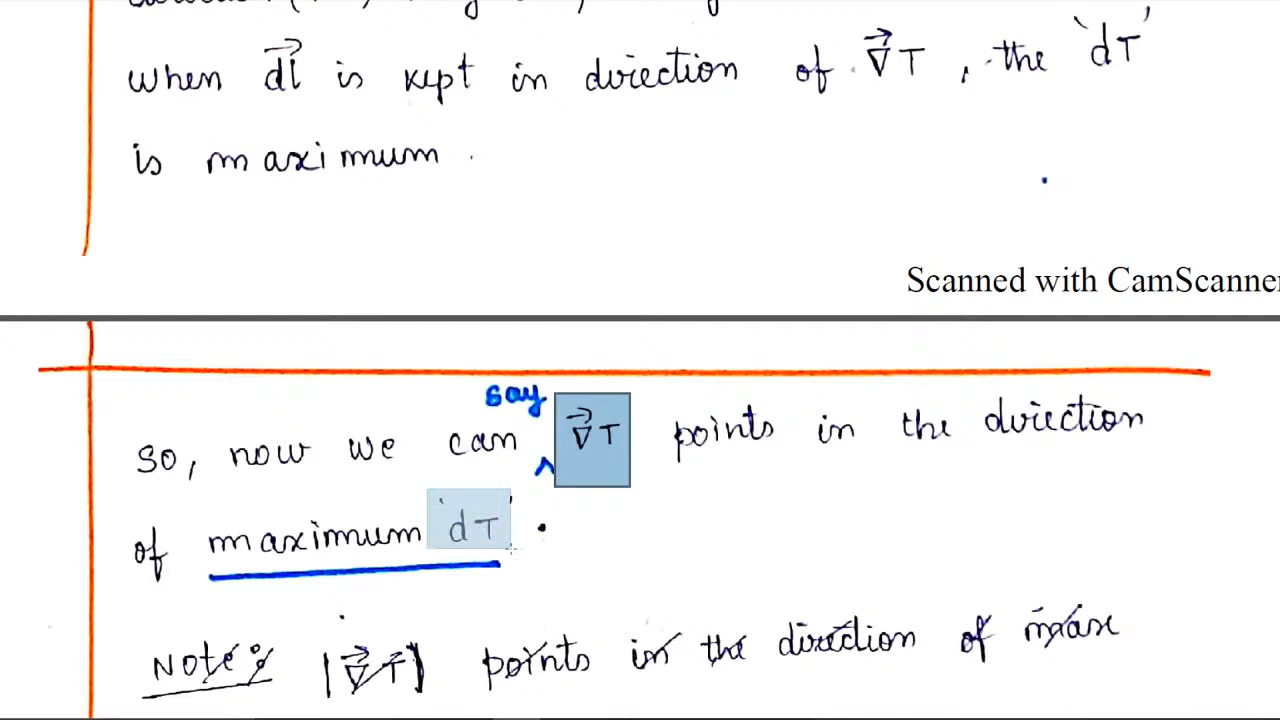 when dl⃗ is kept in direction of ∇⃗T, the 'dT'
is maximum.
Scanned with CamScanner
say
so, now we can ^ ∇⃗T points in the direction
of maximum 'dT'.
Note: |∇⃗T| points in the direction of max